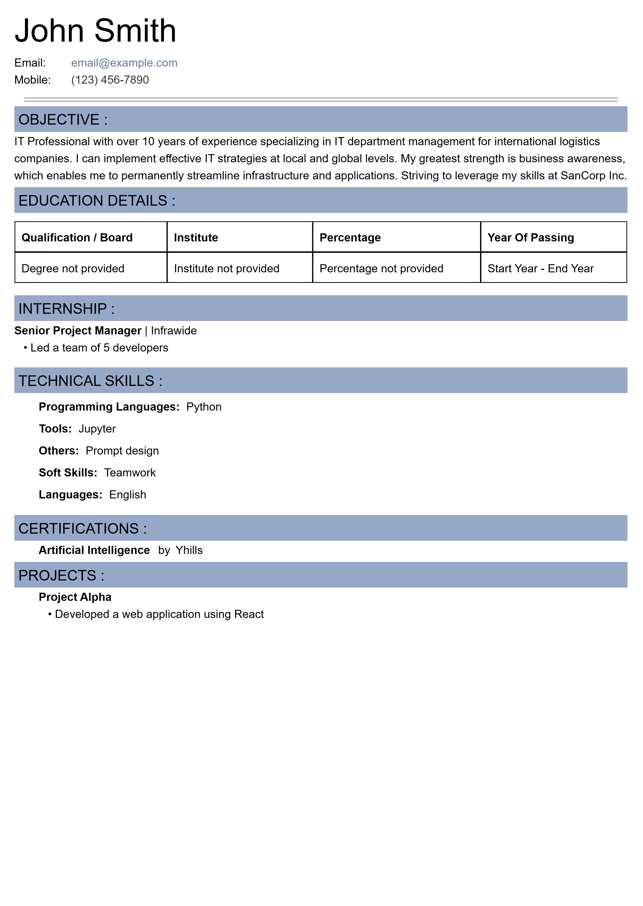 John Smith
Email: email@example.com
Mobile: (123) 456-7890
OBJECTIVE :
IT Professional with over 10 years of experience specializing in IT department management for international logistics
companies. I can implement effective IT strategies at local and global levels. My greatest strength is business awareness,
which enables me to permanently streamline infrastructure and applications. Striving to leverage my skills at SanCorp Inc.
EDUCATION DETAILS :
Qualification / Board Institute Percentage Year Of Passing
Degree not provided Institute not provided Percentage not provided Start Year - End Year
INTERNSHIP :
Senior Project Manager | Infrawide
• Led a team of 5 developers
TECHNICAL SKILLS :
Programming Languages: Python
Tools: Jupyter
Others: Prompt design
Soft Skills: Teamwork
Languages: English
CERTIFICATIONS :
Artificial Intelligence by Yhills
PROJECTS :
Project Alpha
• Developed a web application using React